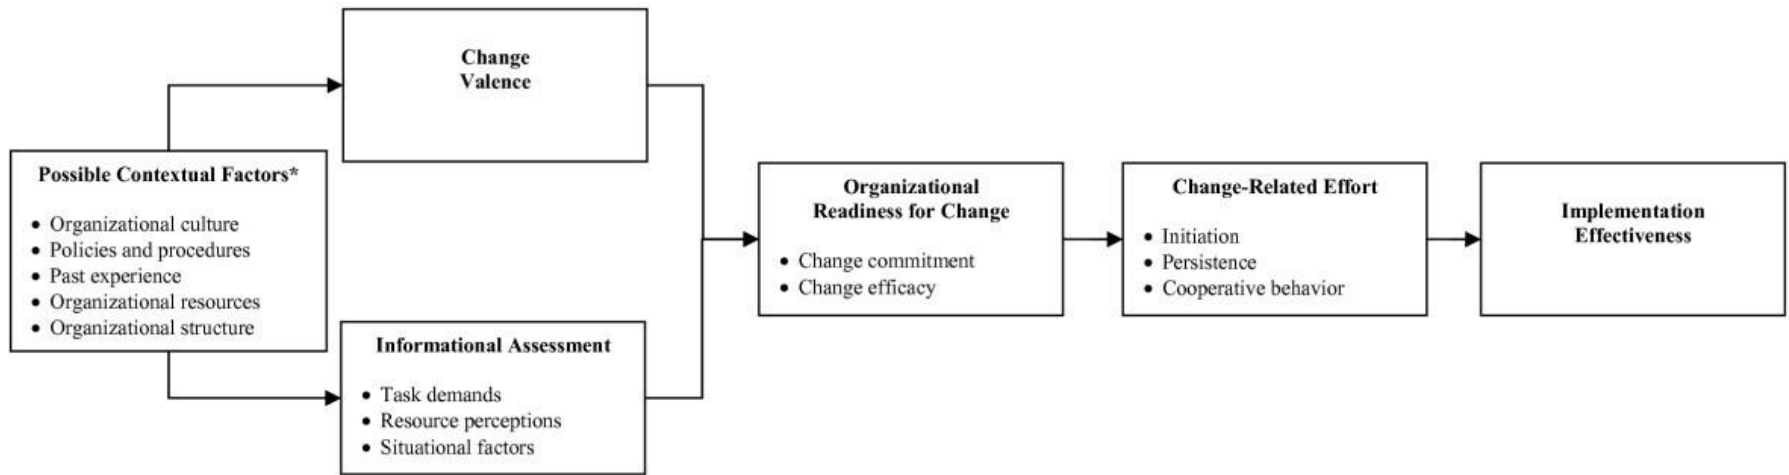 Change
Valence
Possible Contextual Factors*
• Organizational culture
• Policies and procedures
• Past experience
• Organizational resources
• Organizational structure
Informational Assessment
• Task demands
• Resource perceptions
• Situational factors
Organizational
Readiness for Change
• Change commitment
• Change efficacy
Change-Related Effort
• Initiation
• Persistence
• Cooperative behavior
Implementation
Effectiveness